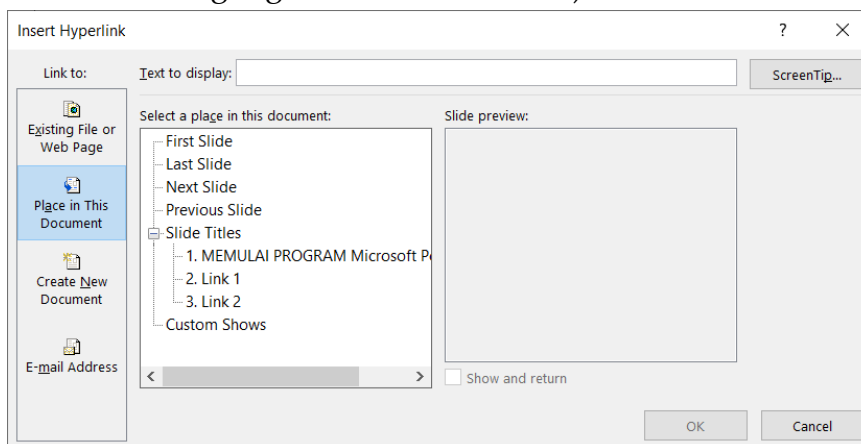 Insert Hyperlink ? ×
Link to: Text to display: ScreenTip...
Existing File or Web Page
Place in This Document
Create New Document
E-mail Address
Select a place in this document:
First Slide
Last Slide
Next Slide
Previous Slide
Slide Titles
1. MEMULAI PROGRAM Microsoft P
2. Link 1
3. Link 2
Custom Shows
Slide preview:
Show and return
OK Cancel